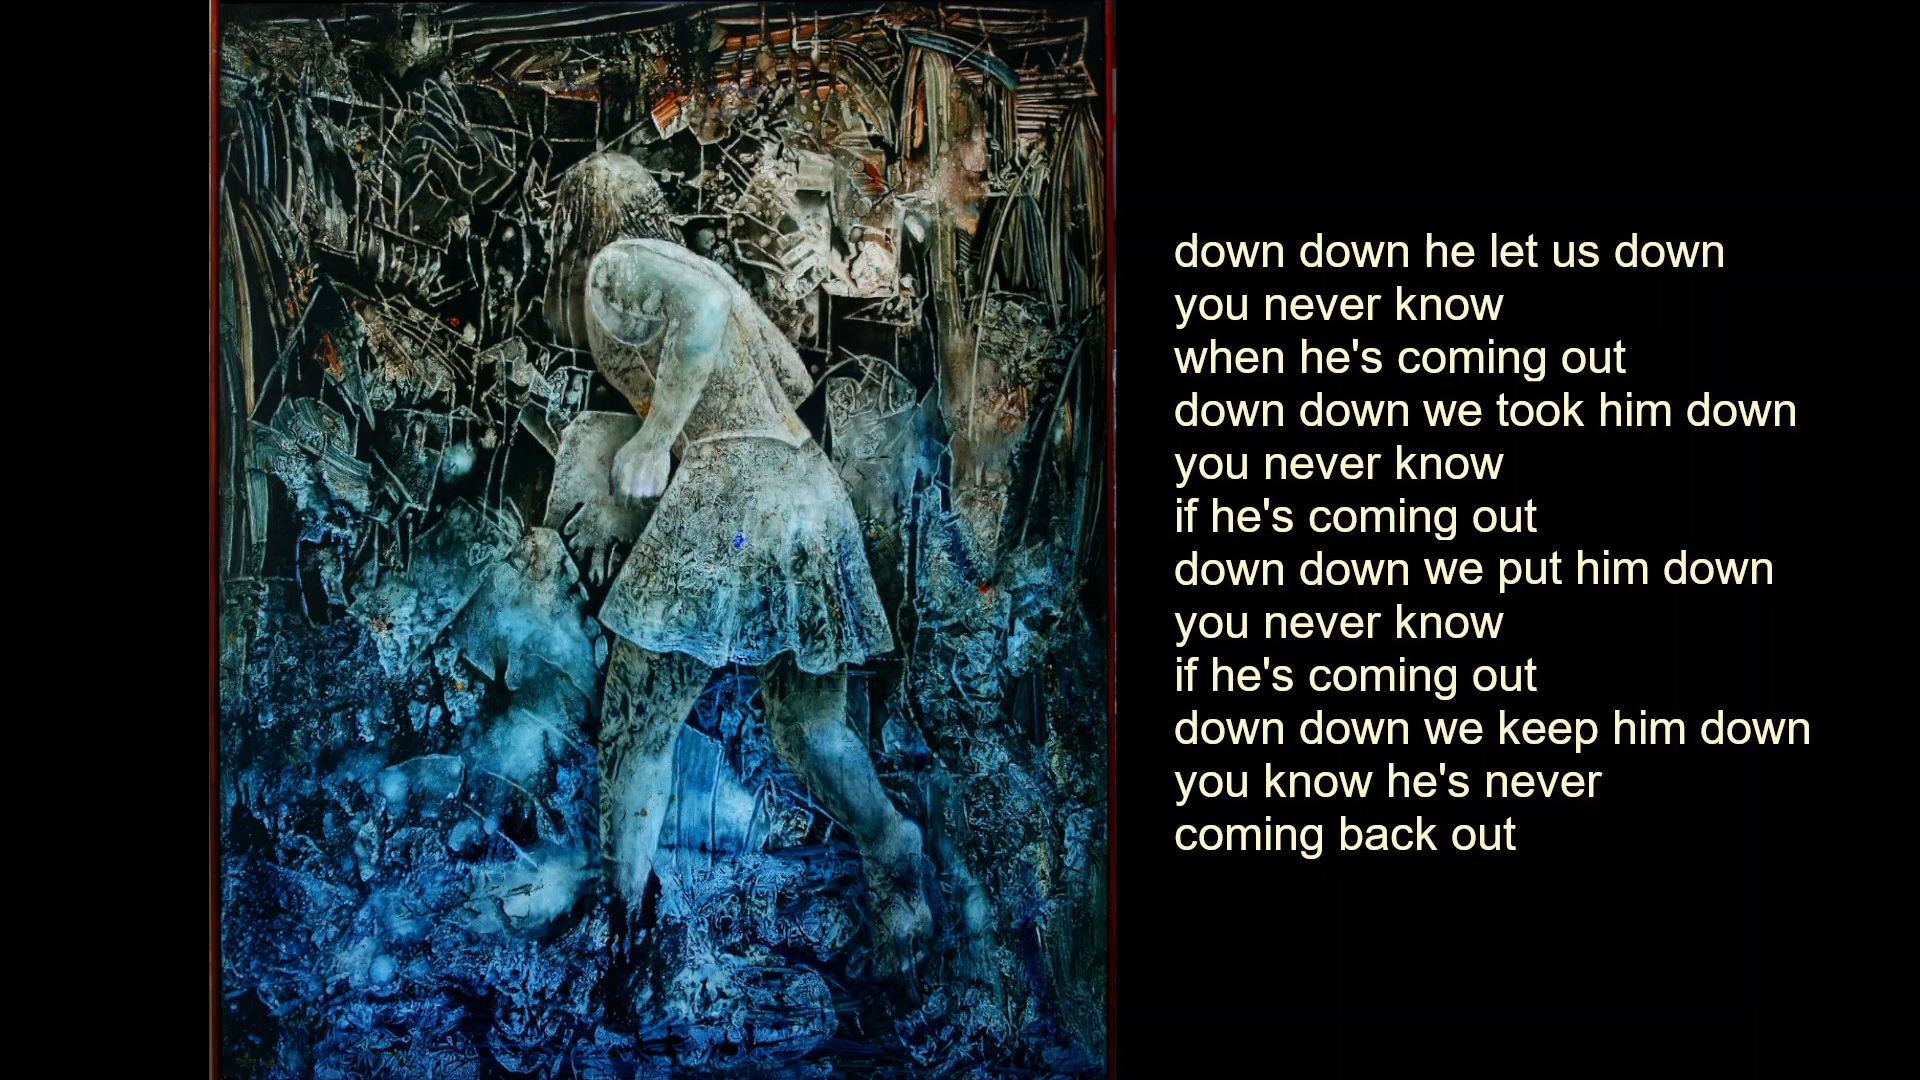 down down he let us down
you never know
when he's coming out
down down we took him down
you never know
if he's coming out
down down we put him down
you never know
if he's coming out
down down we keep him down
you know he's never
coming back out